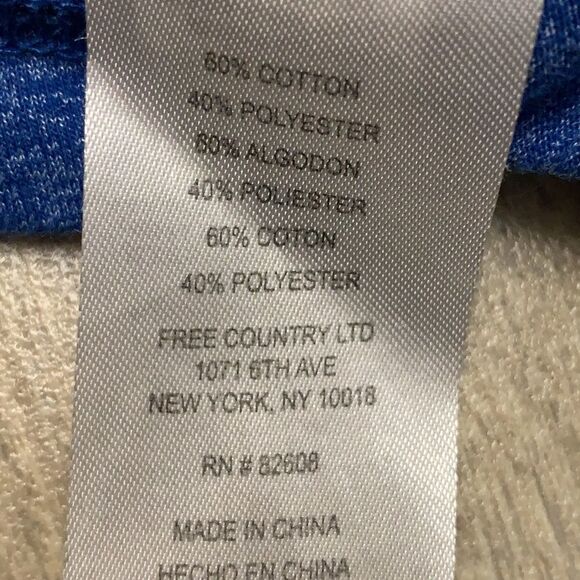 60% COTTON
40% POLYESTER
60% ALGODON
40% POLIESTER
60% COTON
40% POLYESTER
FREE COUNTRY LTD
1071 6TH AVE
NEW YORK, NY 10018
RN # 82608
MADE IN CHINA
HECHO EN CHINA